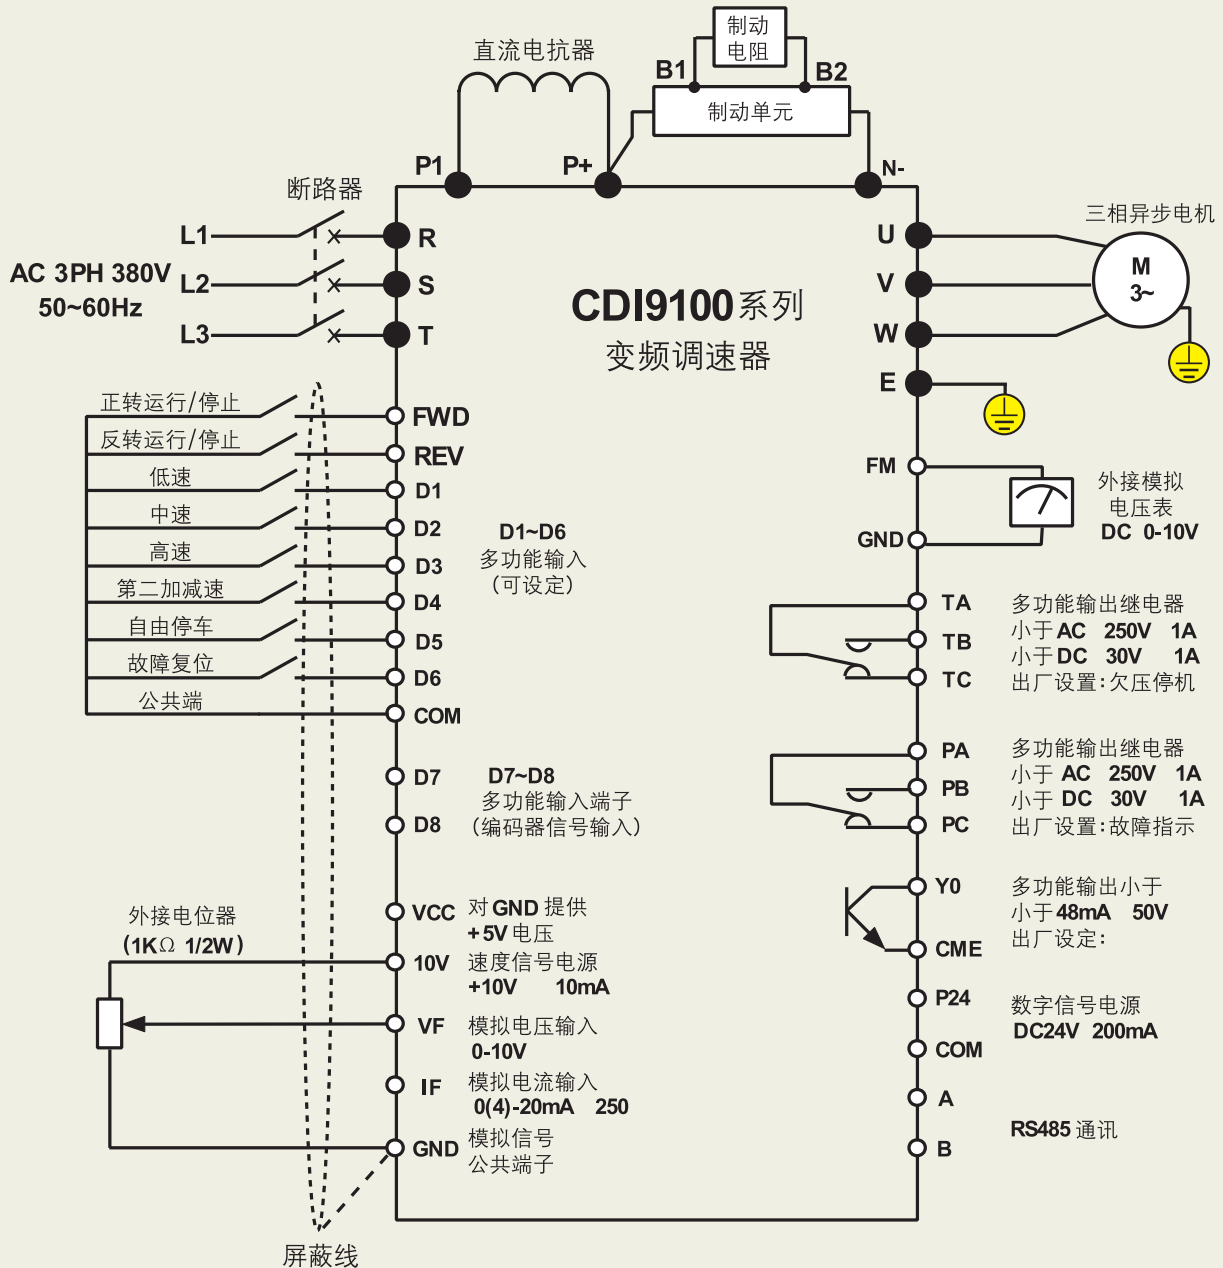 制动
电阻
直流电抗器
B1
B2
制动单元
P1
P+
N-
断路器
三相异步电机
L1
R
U
M
3~
AC 3PH 380V
50~60Hz
L2
S
V
CDI9100系列
变频调速器
L3
T
W
E
正转运行/停止
FWD
反转运行/停止
REV
低速
D1
中速
D2
高速
D3
第二加减速
D4
自由停车
D5
故障复位
D6
公共端
COM
D1~D6
多功能输入
(可设定)
D7
D8
D7~D8
多功能输入端子
(编码器信号输入)
外接电位器
(1KΩ 1/2W)
VCC
对GND提供
+5V电压
10V
速度信号电源
+10V 10mA
VF
模拟电压输入
0-10V
IF
模拟电流输入
0(4)-20mA 250
GND
模拟信号
公共端子
屏蔽线
FM
GND
外接模拟
电压表
DC 0-10V
TA
TB
TC
多功能输出继电器
小于AC 250V 1A
小于DC 30V 1A
出厂设置:欠压停机
PA
PB
PC
多功能输出继电器
小于 AC 250V 1A
小于 DC 30V 1A
出厂设置:故障指示
Y0
CME
多功能输出小于
小于48mA 50V
出厂设定:
P24
COM
数字信号电源
DC24V 200mA
A
B
RS485通讯